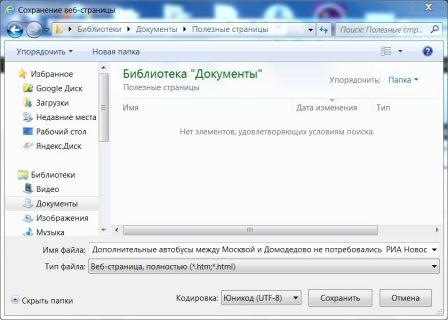 Сохранение веб-страницы
Библиотеки ▸ Документы ▸ Полезные страницы
Поиск: Полезные стр...
Упорядочить Новая папка
Избранное
Google Диск
Загрузки
Недавние места
Рабочий стол
Яндекс.Диск
Библиотеки
Видео
Документы
Изображения
Музыка
Библиотека "Документы"
Полезные страницы
Упорядочить: Папка
Имя Дата изменения Тип
Нет элементов, удовлетворяющих условиям поиска.
Имя файла: Дополнительные автобусы между Москвой и Домодедово не потребовались РИА Новос
Тип файла: Веб-страница, полностью (*.htm;*.html)
Скрыть папки
Кодировка: Юникод (UTF-8) Сохранить Отмена